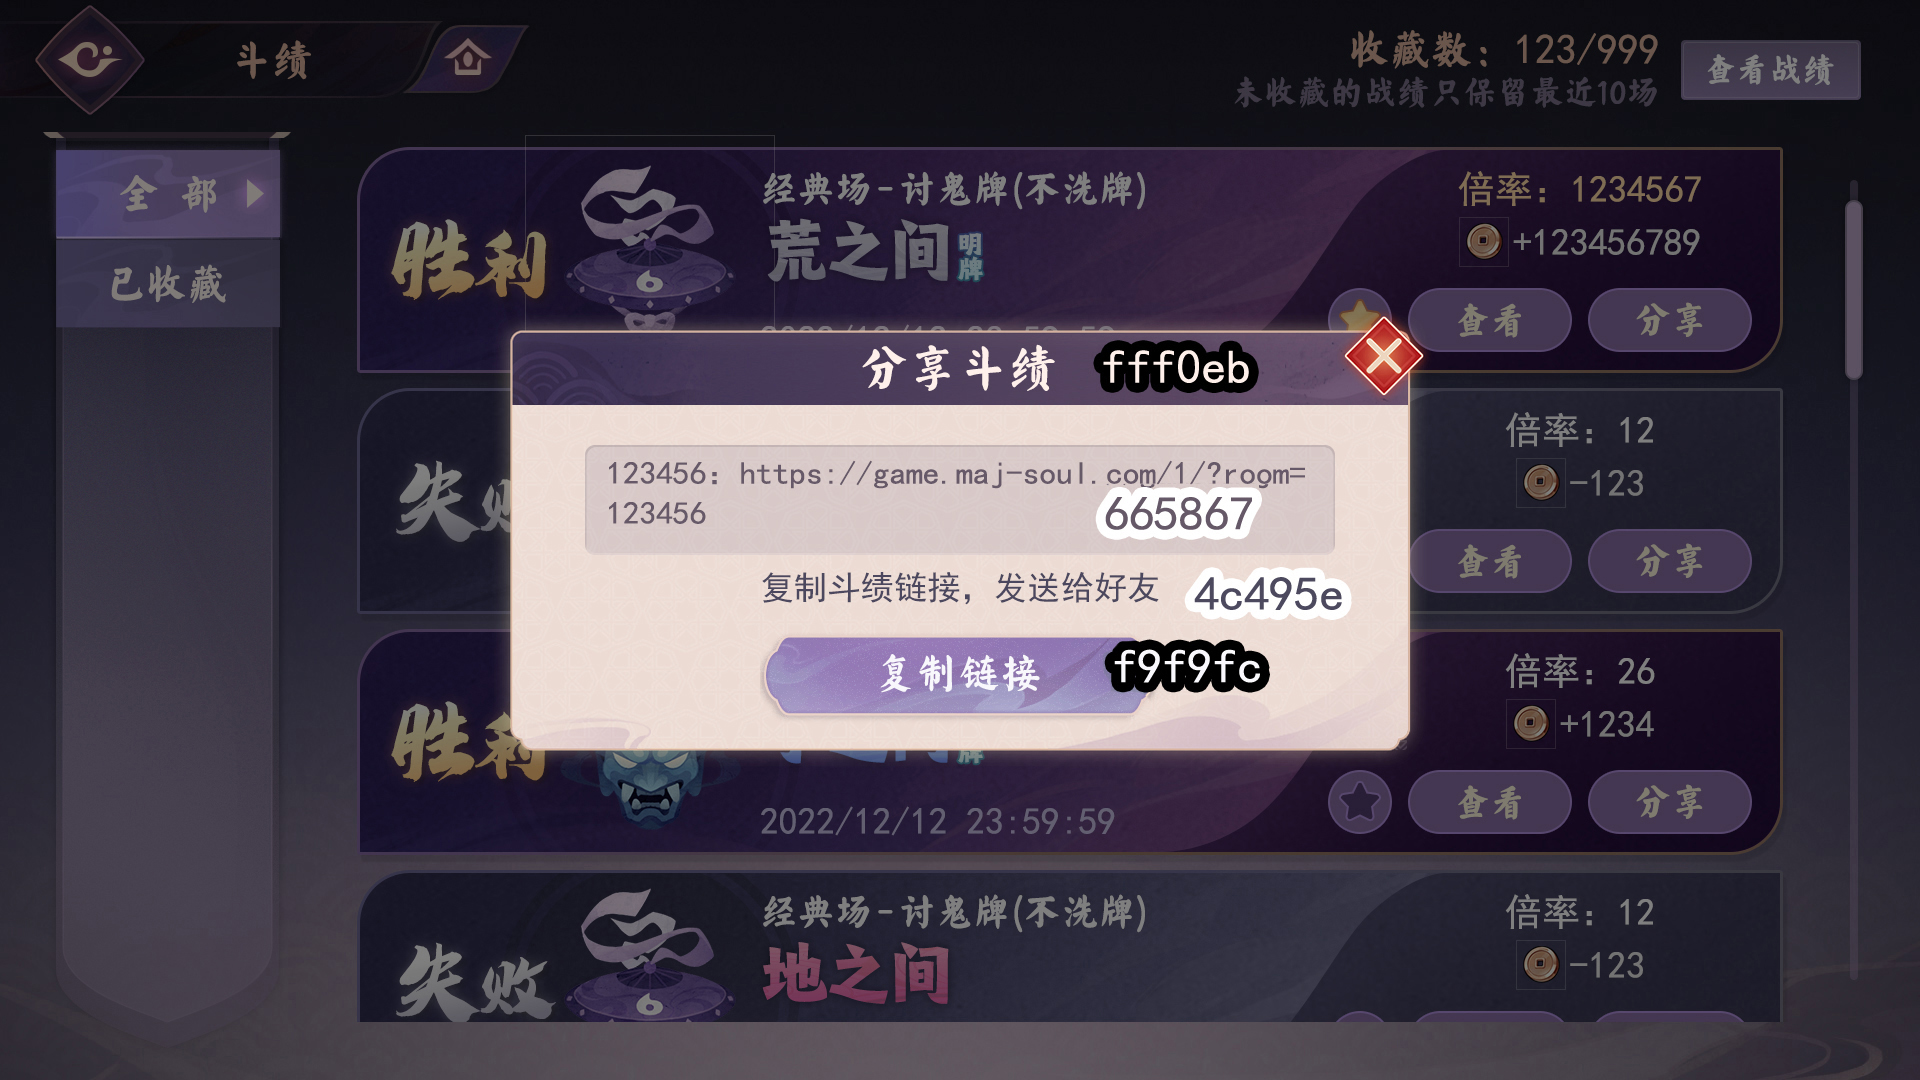 斗绩
收藏数：123/999
未收藏的战绩只保留最近10场
查看战绩
全 部
已收藏
胜利
经典场-讨鬼牌(不洗牌)
荒之间
明牌
倍率：1234567
+123456789
查看
分享
分享斗绩
fff0eb
123456：https://game.maj-soul.com/1/?room=
123456
665867
复制斗绩链接，发送给好友
4c495e
复制链接
f9f9fc
失败
倍率：12
-123
查看
分享
胜利
2022/12/12 23:59:59
倍率：26
+1234
查看
分享
失败
经典场-讨鬼牌(不洗牌)
地之间
倍率：12
-123